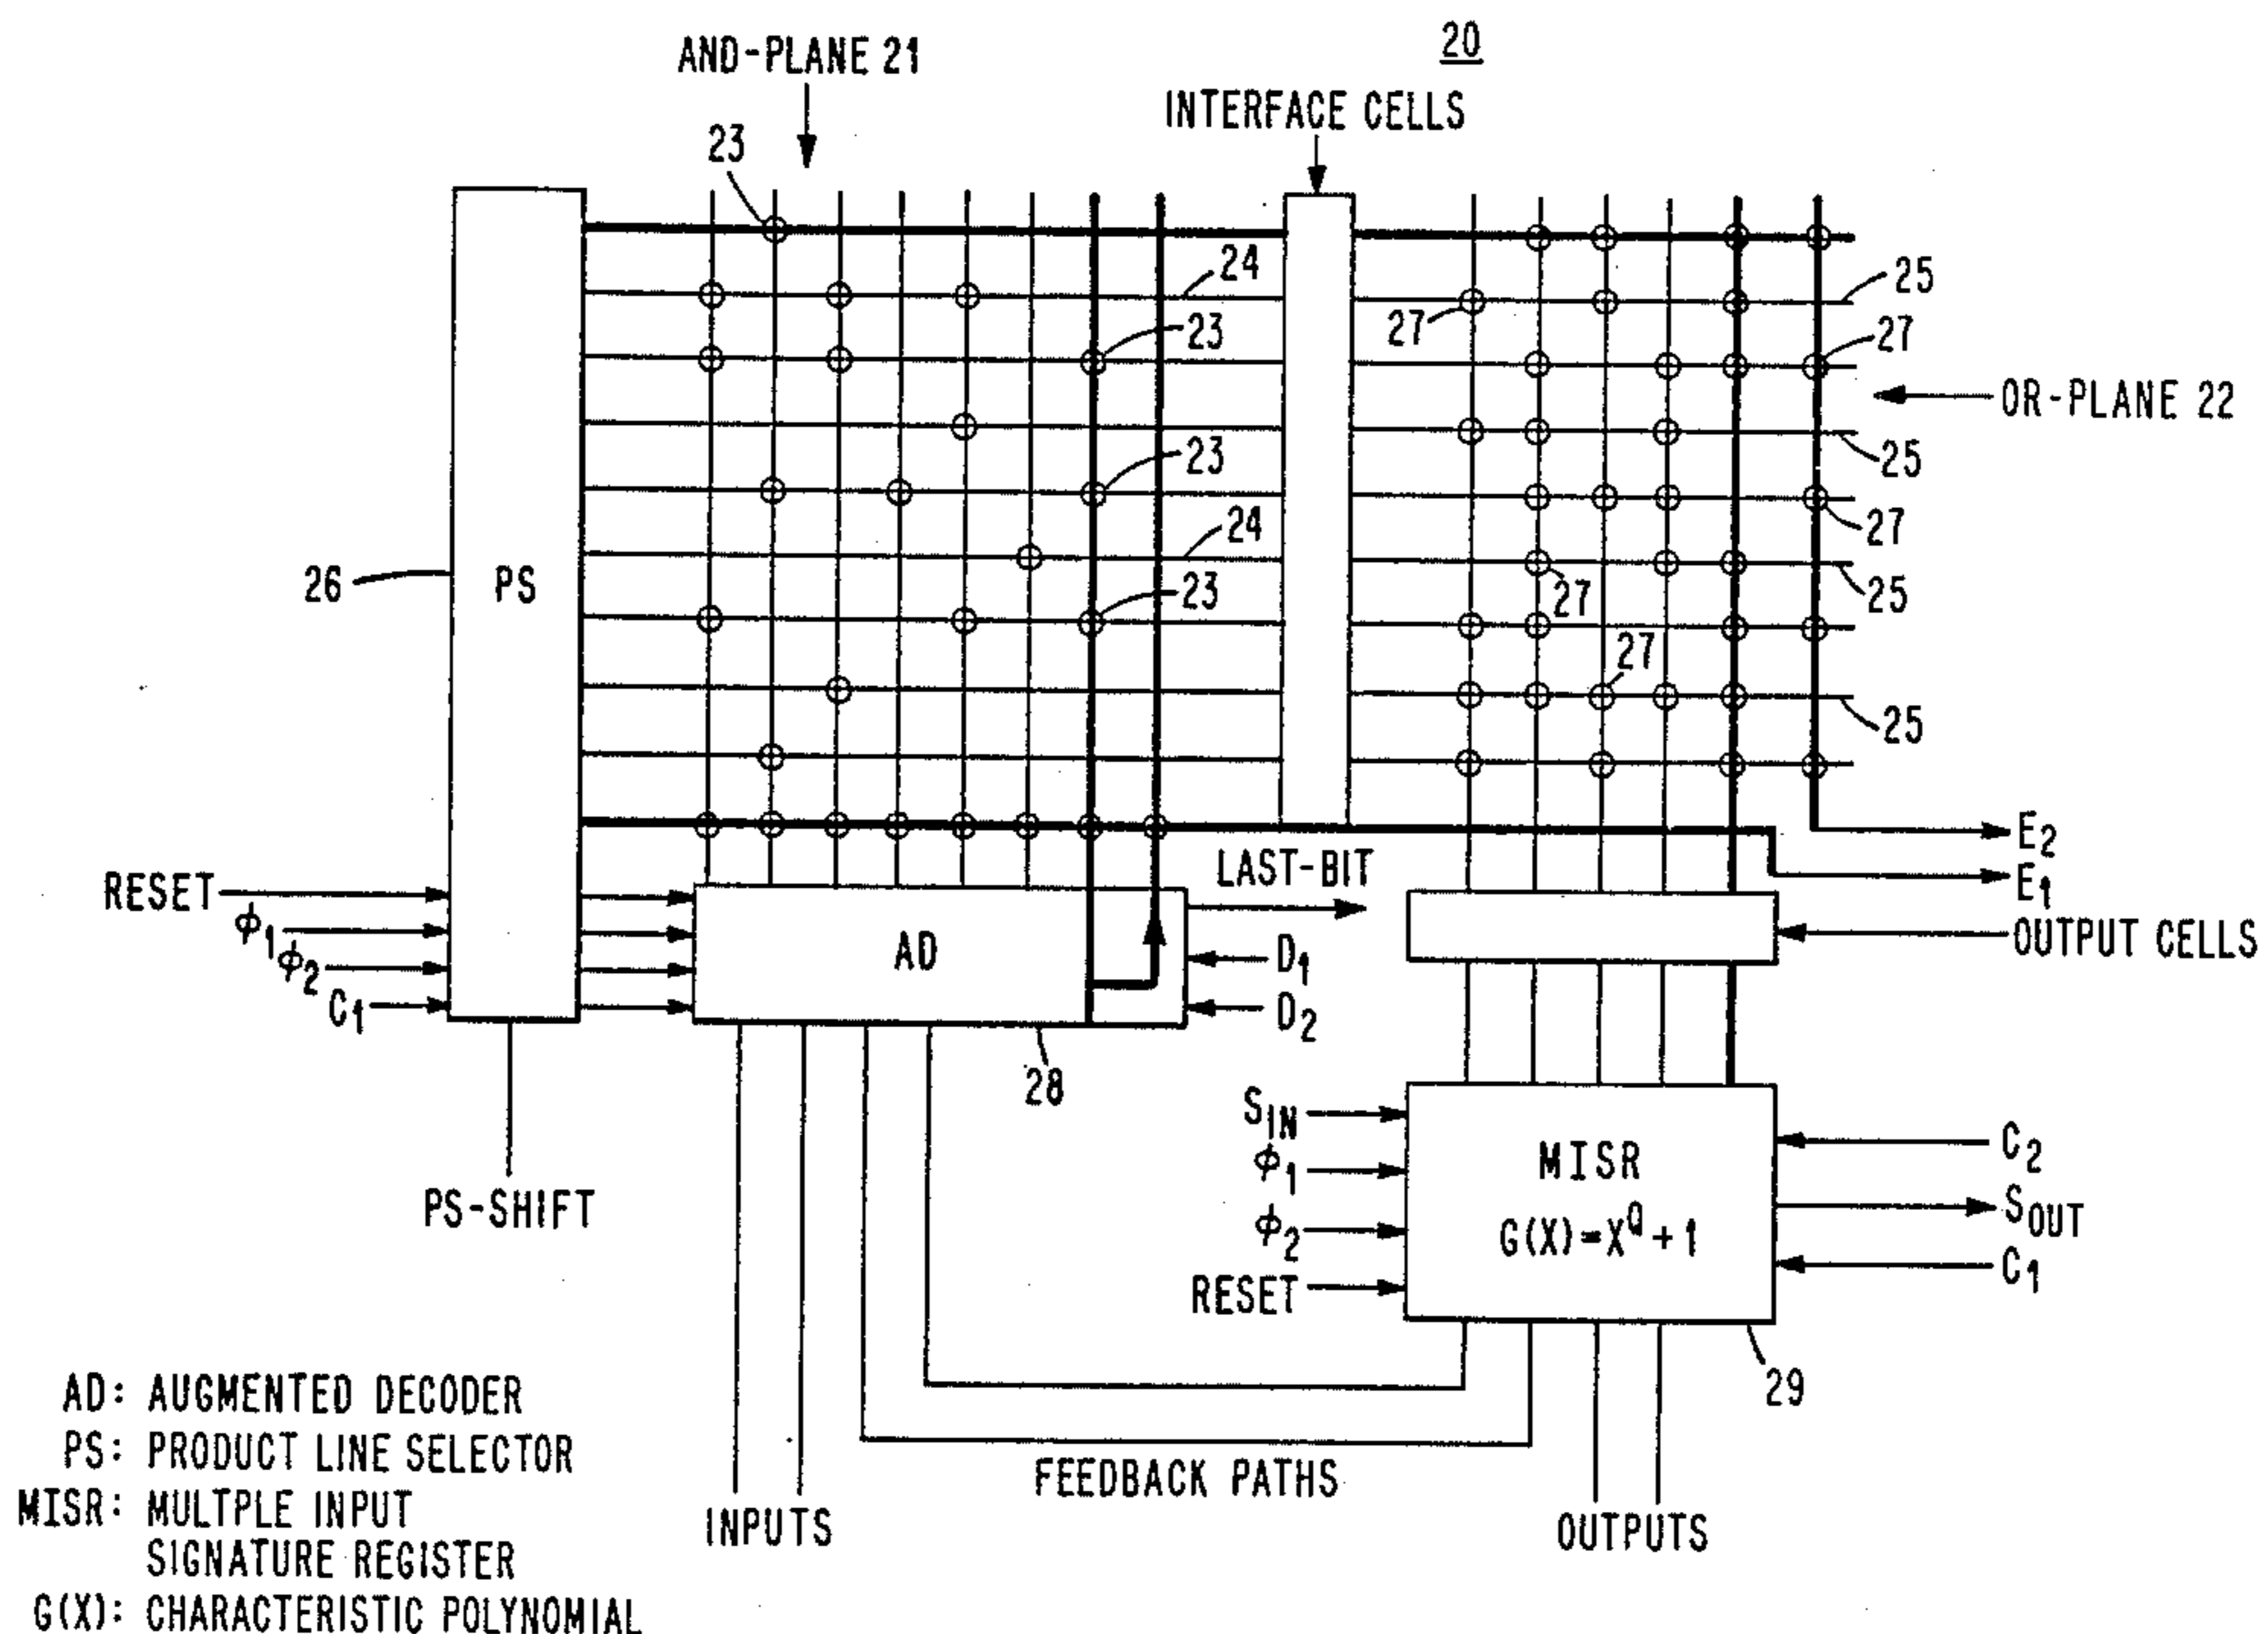 20
AND-PLANE 21
INTERFACE CELLS
23
24
25
27
23
27
OR-PLANE 22
23
25
24
27
26
PS
23
27
25
27
25
E2
LAST-BIT
E1
RESET
ϕ1
ϕ2
C1
AD
D1
D2
OUTPUT CELLS
28
SIN
ϕ1
ϕ2
RESET
MISR
G(X)=X^Q+1
C2
SOUT
C1
PS-SHIFT
29
FEEDBACK PATHS
INPUTS
OUTPUTS
AD: AUGMENTED DECODER
PS: PRODUCT LINE SELECTOR
MISR: MULTPLE INPUT
SIGNATURE REGISTER
G(X): CHARACTERISTIC POLYNOMIAL